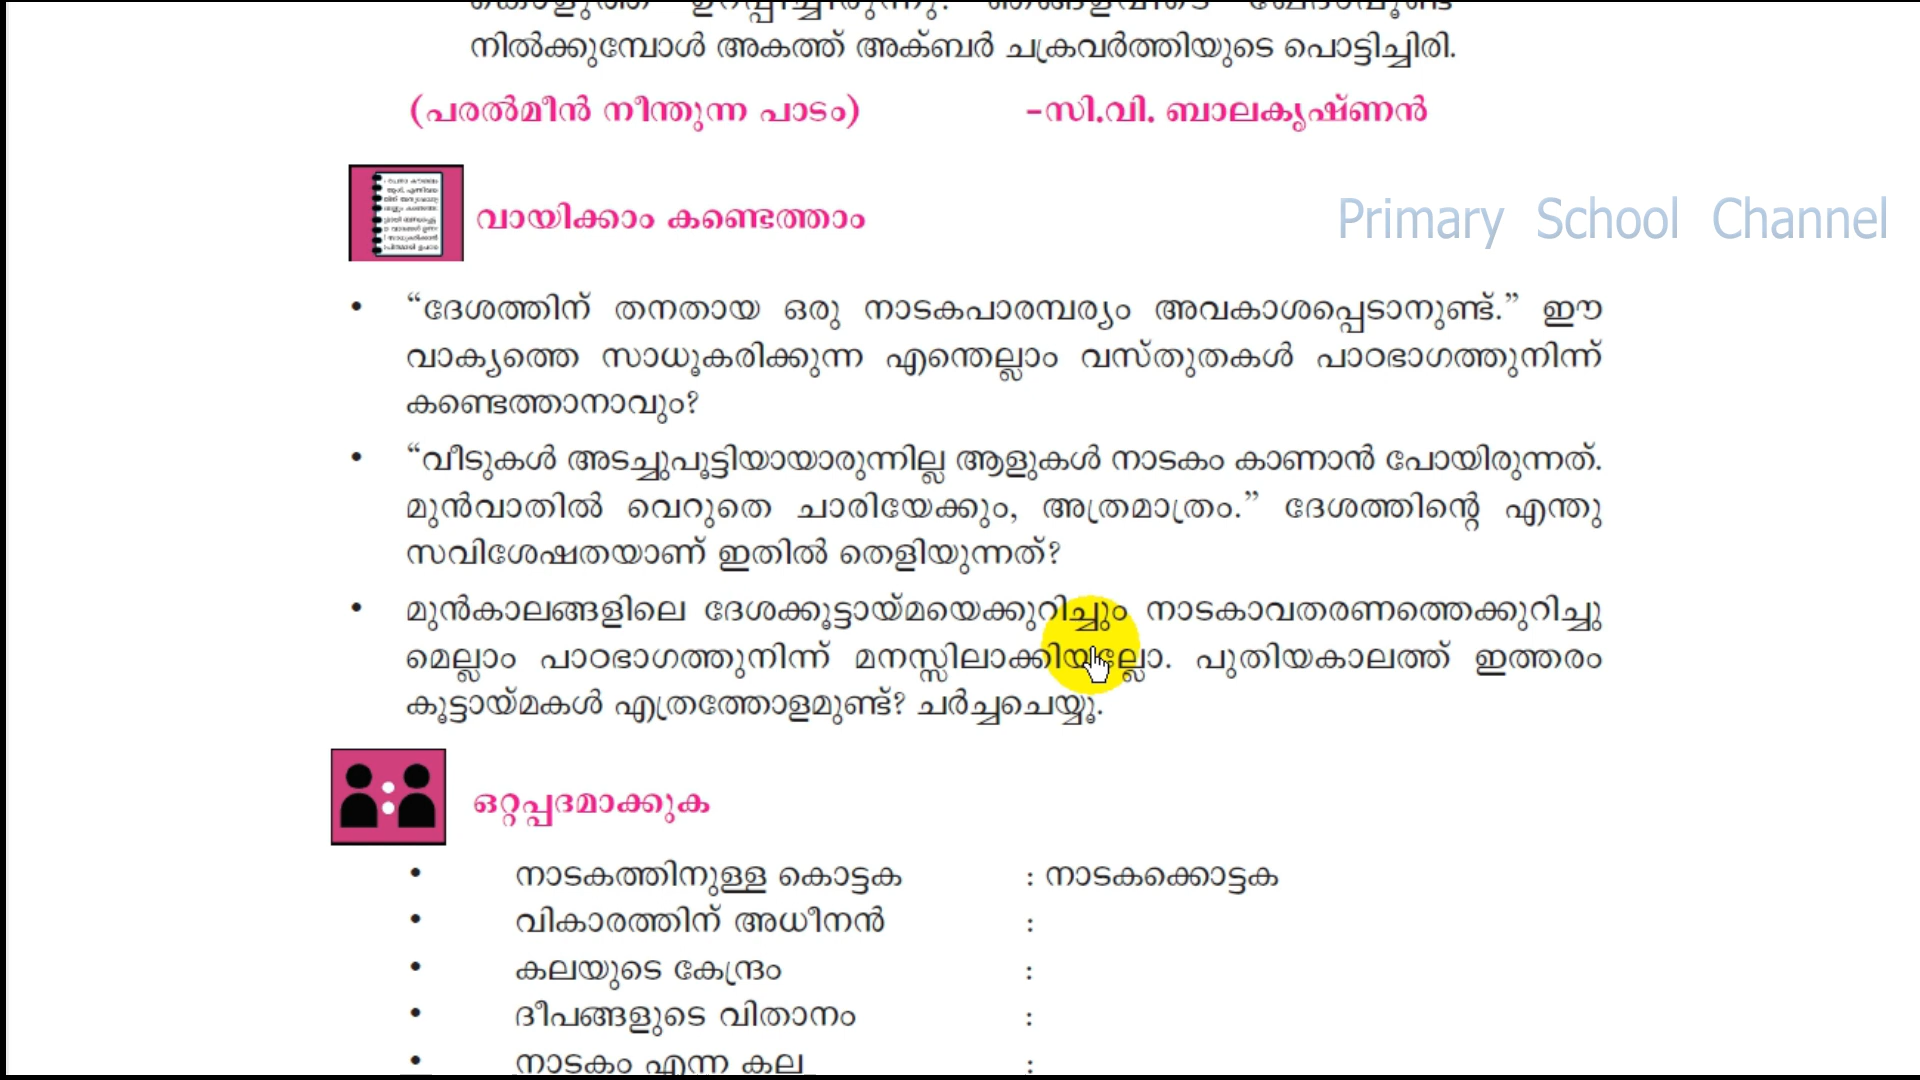 നിൽക്കുമ്പോൾ അകത്ത് അക്ബർ ചക്രവർത്തിയുടെ പൊട്ടിച്ചിരി.
(പരൽമീൻ നീന്തുന്ന പാടം) -സി.വി. ബാലകൃഷ്ണൻ
വായിക്കാം കണ്ടെത്താം
Primary School Channel
• “ദേശത്തിന് തനതായ ഒരു നാടകപാരമ്പര്യം അവകാശപ്പെടാനുണ്ട്.” ഈ
വാക്യത്തെ സാധൂകരിക്കുന്ന എന്തെല്ലാം വസ്തുതകൾ പാഠഭാഗത്തുനിന്ന്
കണ്ടെത്താനാവും?
• “വീടുകൾ അടച്ചുപൂട്ടിയായാരുന്നില്ല ആളുകൾ നാടകം കാണാൻ പോയിരുന്നത്.
മുൻവാതിൽ വെറുതെ ചാരിയേക്കും, അത്രമാത്രം.” ദേശത്തിന്റെ എന്തു
സവിശേഷതയാണ് ഇതിൽ തെളിയുന്നത്?
• മുൻകാലങ്ങളിലെ ദേശക്കൂട്ടായ്മയെക്കുറിച്ചും നാടകാവതരണത്തെക്കുറിച്ചു
മെല്ലാം പാഠഭാഗത്തുനിന്ന് മനസ്സിലാക്കിയല്ലോ. പുതിയകാലത്ത് ഇത്തരം
കൂട്ടായ്മകൾ എത്രത്തോളമുണ്ട്? ചർച്ചചെയ്യൂ.
ഒറ്റപ്പദമാക്കുക
• നാടകത്തിനുള്ള കൊട്ടക : നാടകക്കൊട്ടക
• വികാരത്തിന് അധീനൻ :
• കലയുടെ കേന്ദ്രം :
• ദീപങ്ങളുടെ വിതാനം :
• നാടകം എന്ന കല :